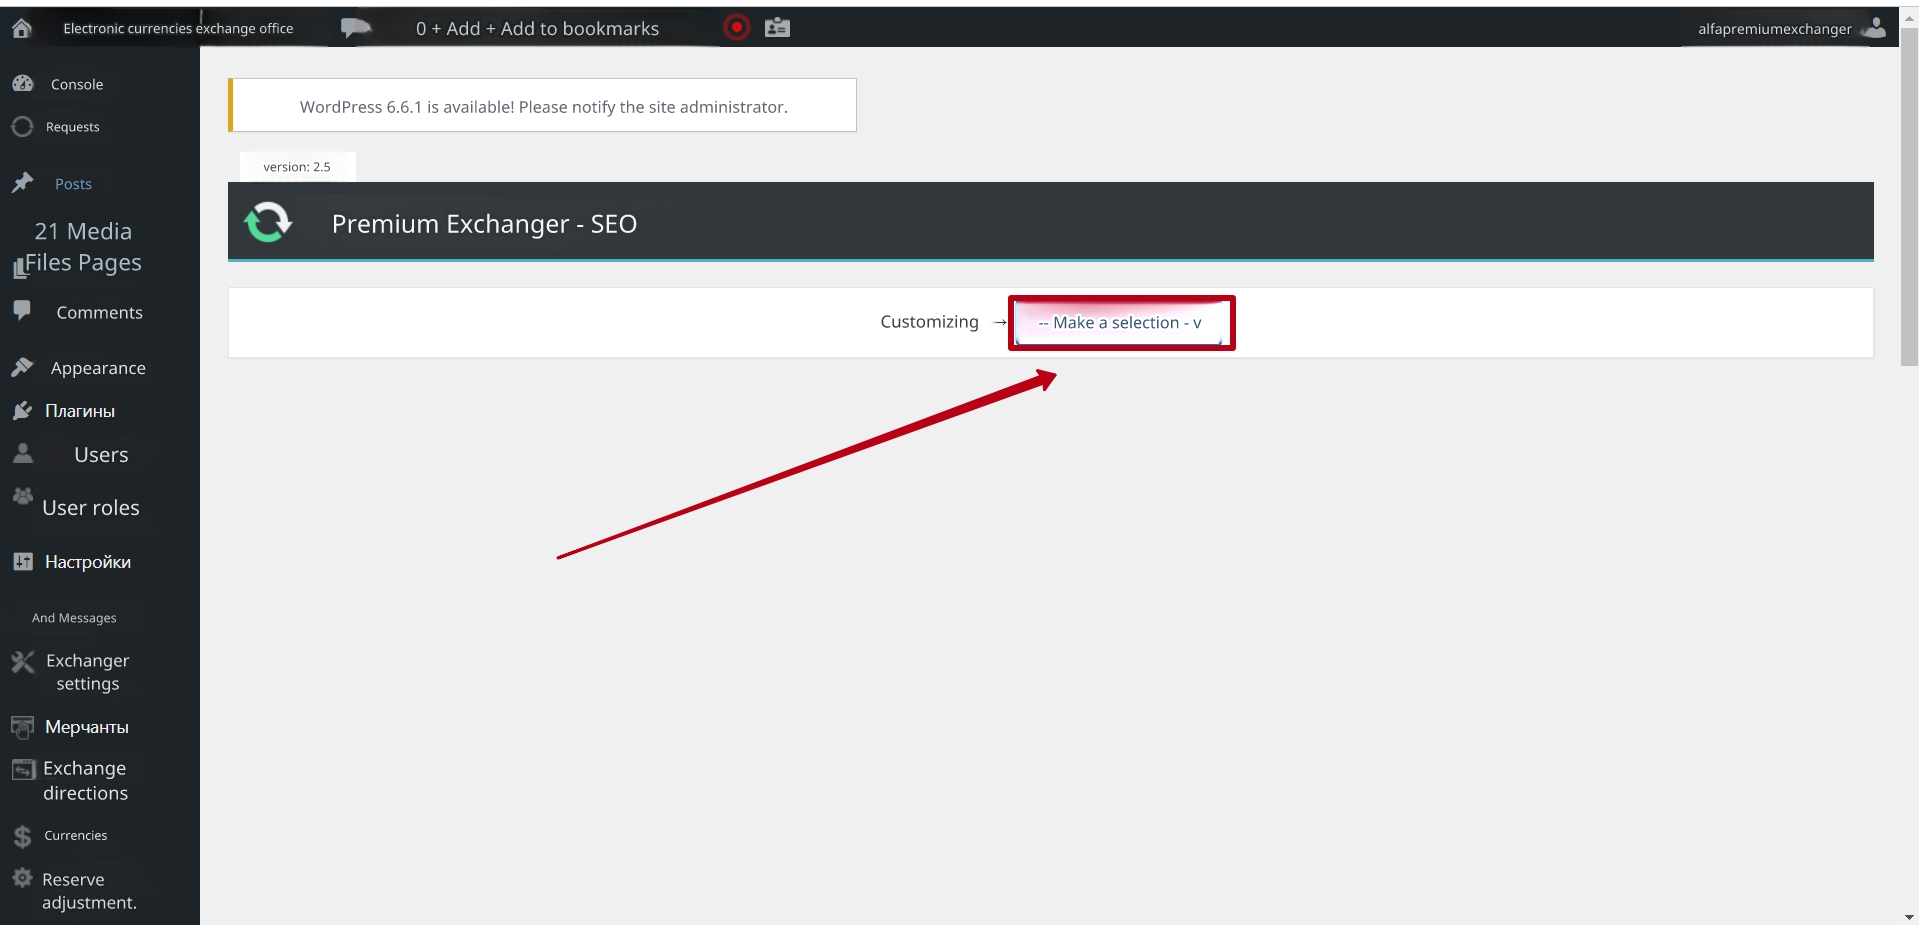 Electronic currencies exchange office
0 + Add + Add to bookmarks
alfapremiumexchanger
Console
Requests
Posts
21 Media
Files Pages
Comments
Appearance
Плагины
Users
User roles
Настройки
And Messages
Exchanger
settings
Мерчанты
Exchange
directions
Currencies
Reserve
adjustment.
WordPress 6.6.1 is available! Please notify the site administrator.
version: 2.5
Premium Exchanger - SEO
Customizing → -- Make a selection - v